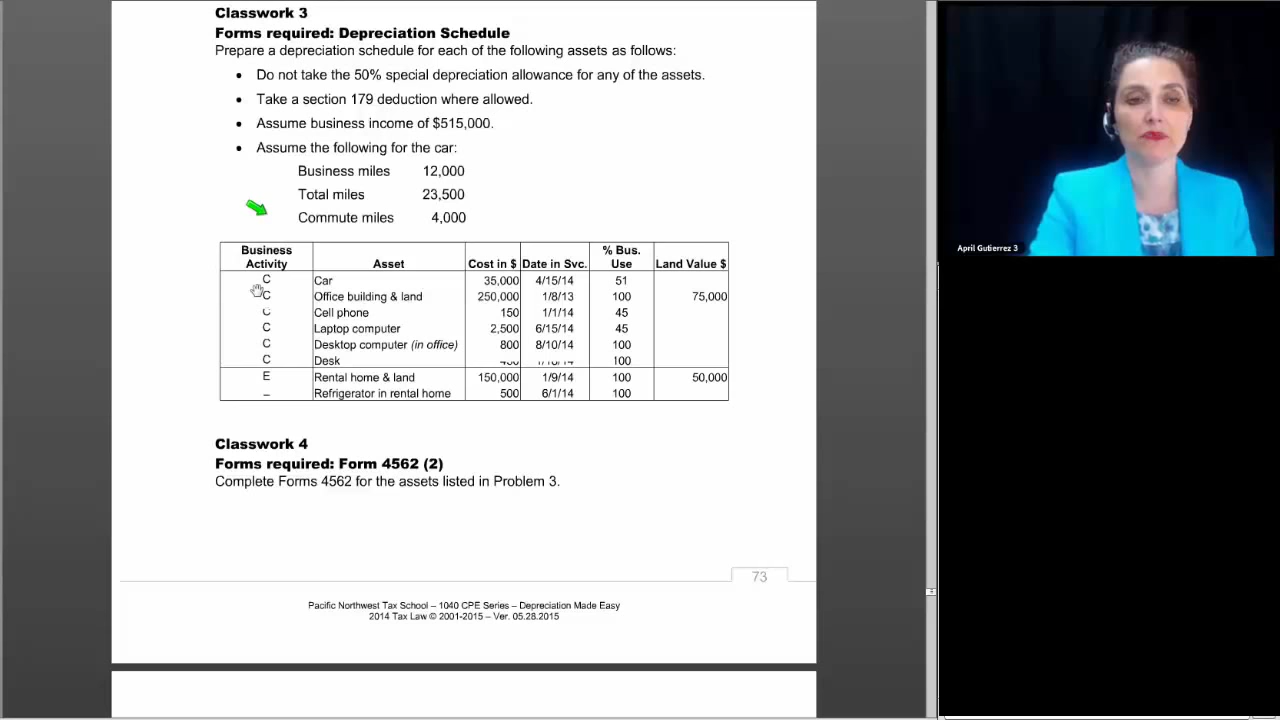 Classwork 3
Forms required: Depreciation Schedule
Prepare a depreciation schedule for each of the following assets as follows:
• Do not take the 50% special depreciation allowance for any of the assets.
• Take a section 179 deduction where allowed.
• Assume business income of $515,000.
• Assume the following for the car:
Business miles 12,000
Total miles 23,500
Commute miles 4,000
Business Activity Asset Cost in $ Date in Svc. % Bus. Use Land Value $
C Car 35,000 4/15/14 51
C Office building & land 250,000 1/8/13 100 75,000
C Cell phone 150 1/1/14 45
C Laptop computer 2,500 6/15/14 45
C Desktop computer (in office) 800 8/10/14 100
C Desk 100
E Rental home & land 150,000 1/9/14 100 50,000
Refrigerator in rental home 500 6/1/14 100
Classwork 4
Forms required: Form 4562 (2)
Complete Forms 4562 for the assets listed in Problem 3.
73
Pacific Northwest Tax School – 1040 CPE Series – Depreciation Made Easy
2014 Tax Law © 2001-2015 – Ver. 05.28.2015
April Gutierrez 3